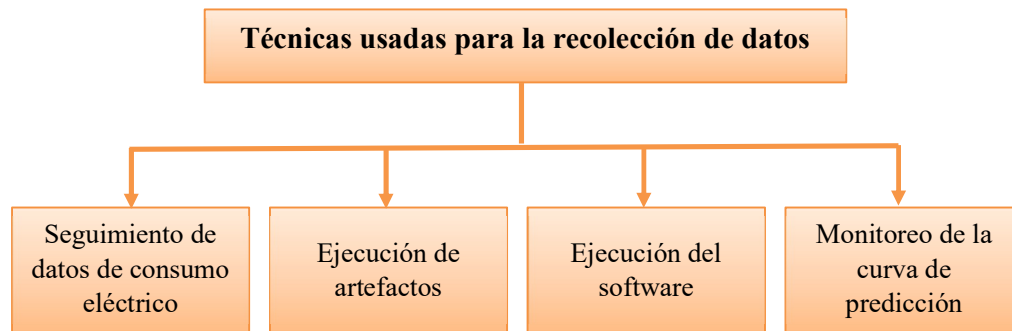 Técnicas usadas para la recolección de datos
Seguimiento de
datos de consumo
eléctrico
Ejecución de
artefactos
Ejecución del
software
Monitoreo de la
curva de
predicción